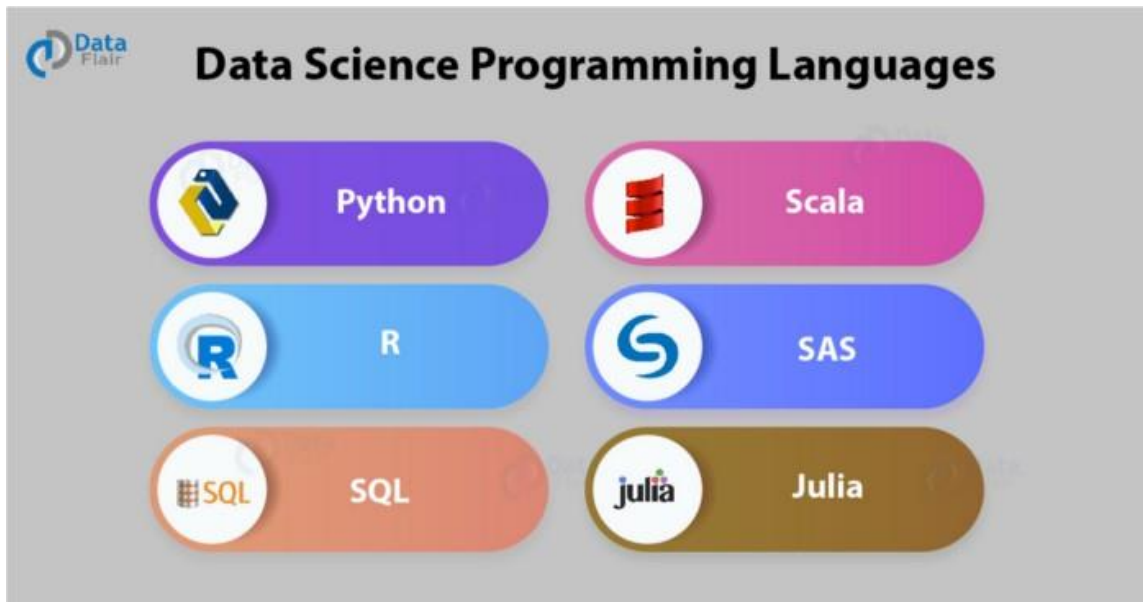 Data
Flair
Data Science Programming Languages
Python
Scala
R
R
SAS
SQL
SQL
julia
Julia